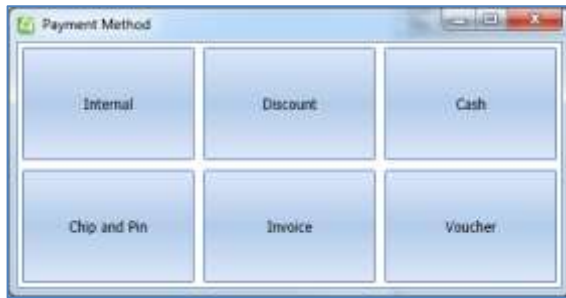 Payment Method
Internal Discount Cash
Chip and Pin Invoice Voucher